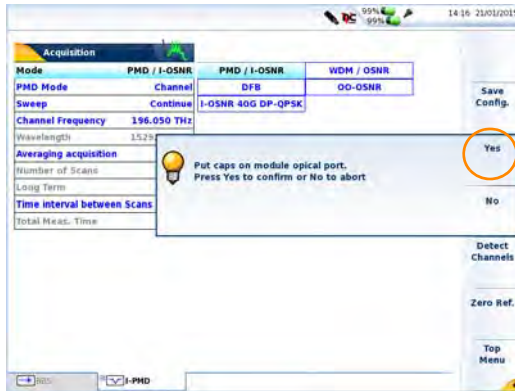 99%
99%
14:16 21/01/2015
Acquisition
Mode PMD / I-OSNR PMD / I-OSNR WDM / OSNR
PMD Mode Channel DFB OO-OSNR
Sweep Continue I-OSNR 40G DP-QPSK
Channel Frequency 196.050 THz
Wavelength 1529
Averaging acquisition
Number of Scans
Long Term
Time interval between Scans
Total Meas. Time
Put caps on module opical port.
Press Yes to confirm or No to abort
Save
Config.
Yes
No
Detect
Channels
Zero Ref.
Top
Menu
I-PMD